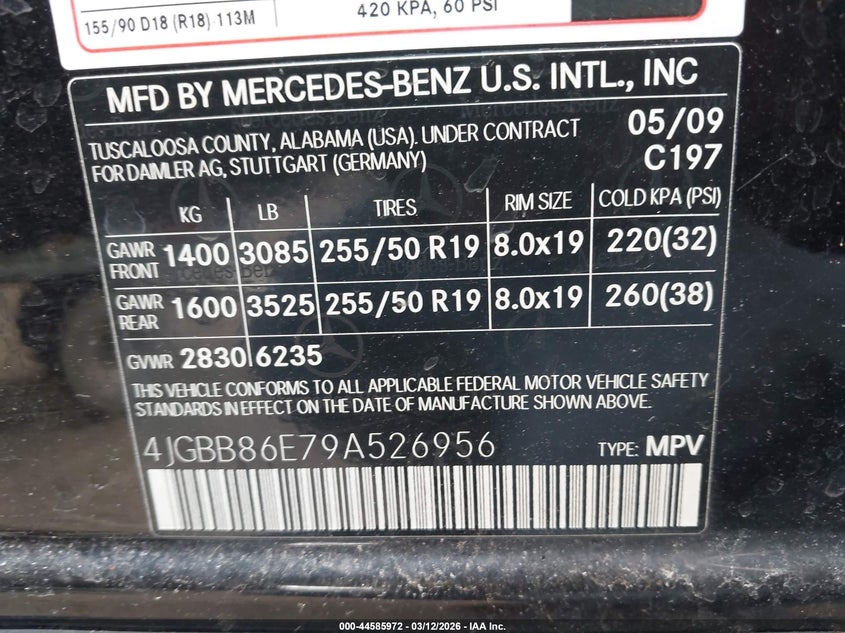 155/90 D18 (R18) 113M
420 KPA, 60 PSI
MFD BY MERCEDES-BENZ U.S. INTL., INC
TUSCALOOSA COUNTY, ALABAMA (USA). UNDER CONTRACT
FOR DAIMLER AG, STUTTGART (GERMANY)
05/09
C197
KG LB TIRES RIM SIZE COLD KPA (PSI)
GAWR FRONT 1400 3085 255/50 R19 8.0x19 220(32)
GAWR REAR 1600 3525 255/50 R19 8.0x19 260(38)
GVWR 2830 6235
THIS VEHICLE CONFORMS TO ALL APPLICABLE FEDERAL MOTOR VEHICLE SAFETY
STANDARDS IN EFFECT ON THE DATE OF MANUFACTURE SHOWN ABOVE.
4JGBB86E79A526956 TYPE: MPV
000-44585972 - 03/12/2026 - IAA Inc.